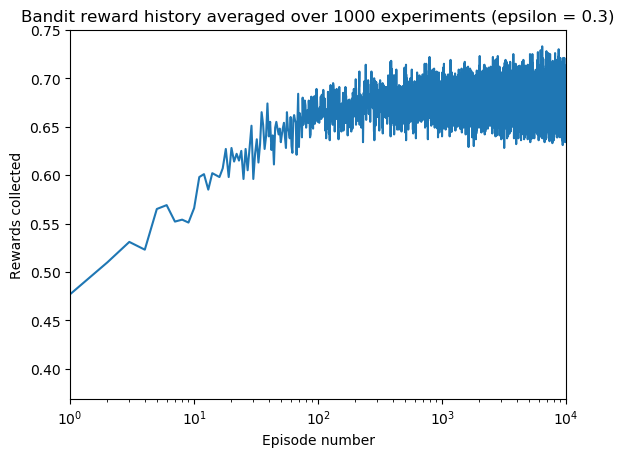 Bandit reward history averaged over 1000 experiments (epsilon = 0.3)
0.75
0.70
0.65
0.60
0.55
0.50
0.45
0.40
Rewards collected
10⁰ 10¹ 10² 10³ 10⁴
Episode number